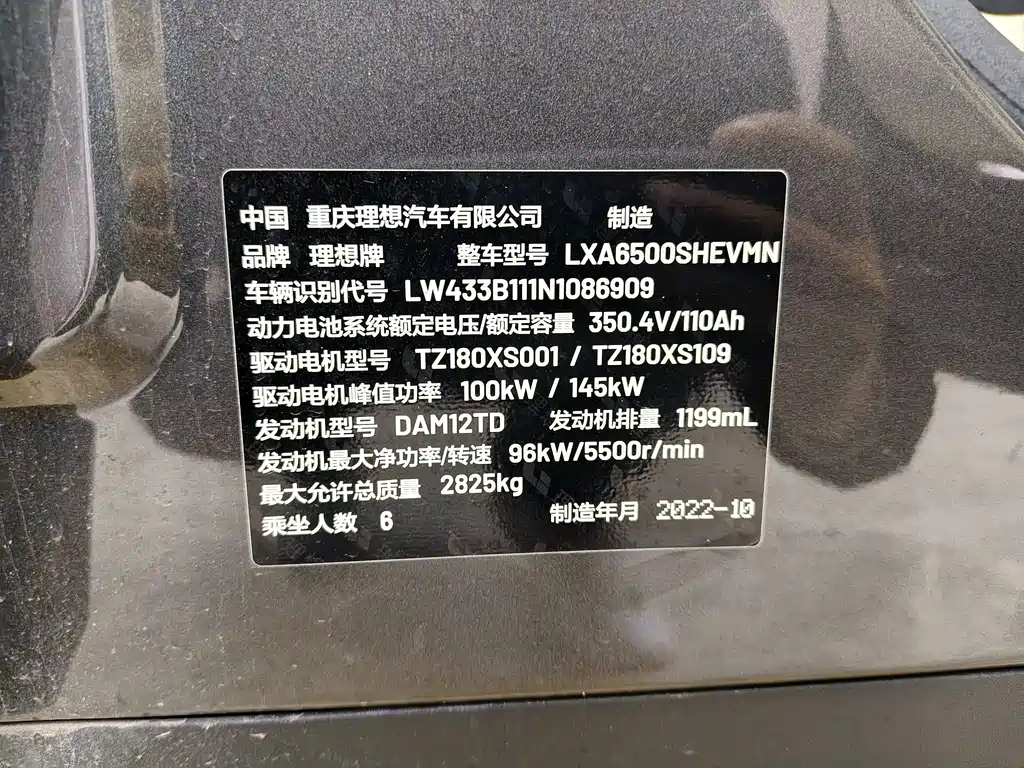 中国 重庆理想汽车有限公司 制造
品牌 理想牌 整车型号 LXA6500SHEVMN
车辆识别代号 LW433B111N1086909
动力电池系统额定电压/额定容量 350.4V/110Ah
驱动电机型号 TZ180XS001 / TZ180XS109
驱动电机峰值功率 100kW / 145kW
发动机型号 DAM12TD 发动机排量 1199mL
发动机最大净功率/转速 96kW/5500r/min
最大允许总质量 2825kg
乘坐人数 6 制造年月 2022-10